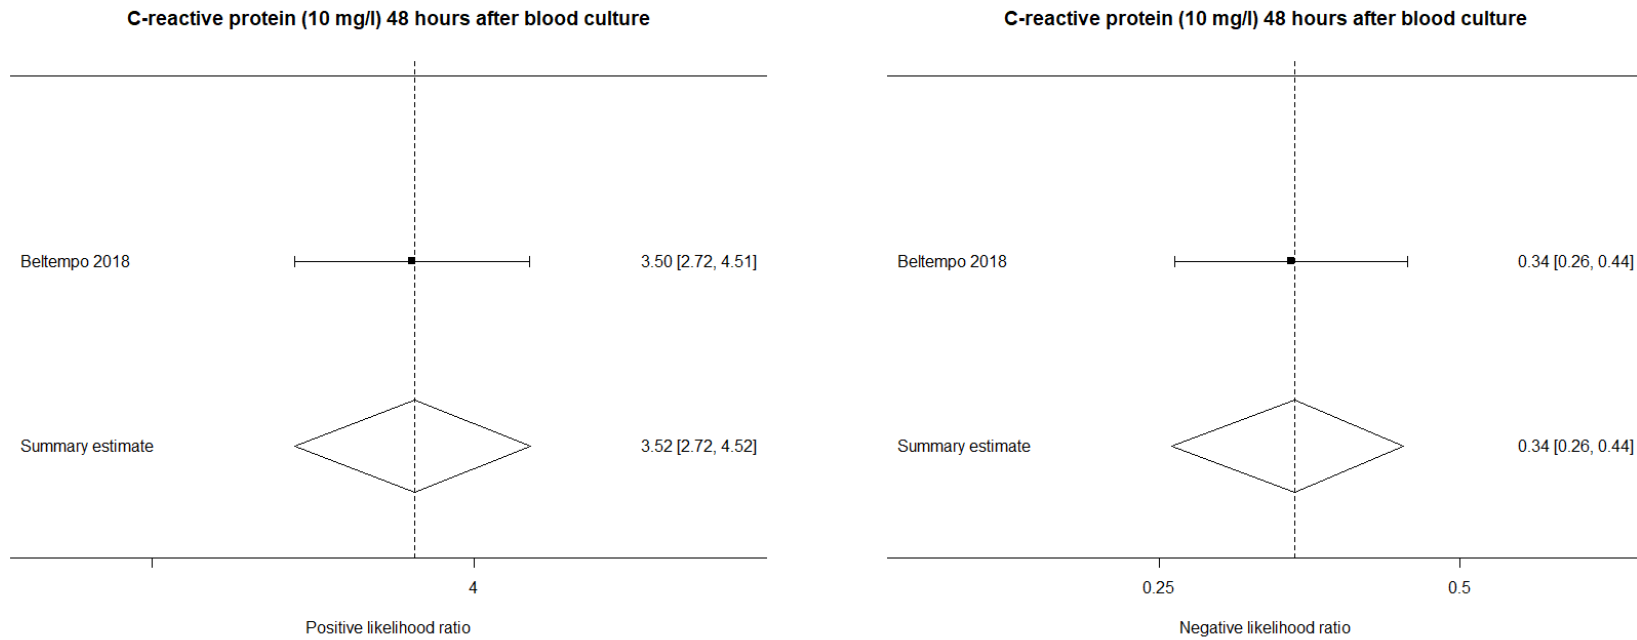 C-reactive protein (10 mg/l) 48 hours after blood culture
Beltempo 2018 3.50 [2.72, 4.51]
Summary estimate 3.52 [2.72, 4.52]
4
Positive likelihood ratio
C-reactive protein (10 mg/l) 48 hours after blood culture
Beltempo 2018 0.34 [0.26, 0.44]
Summary estimate 0.34 [0.26, 0.44]
0.25 0.5
Negative likelihood ratio